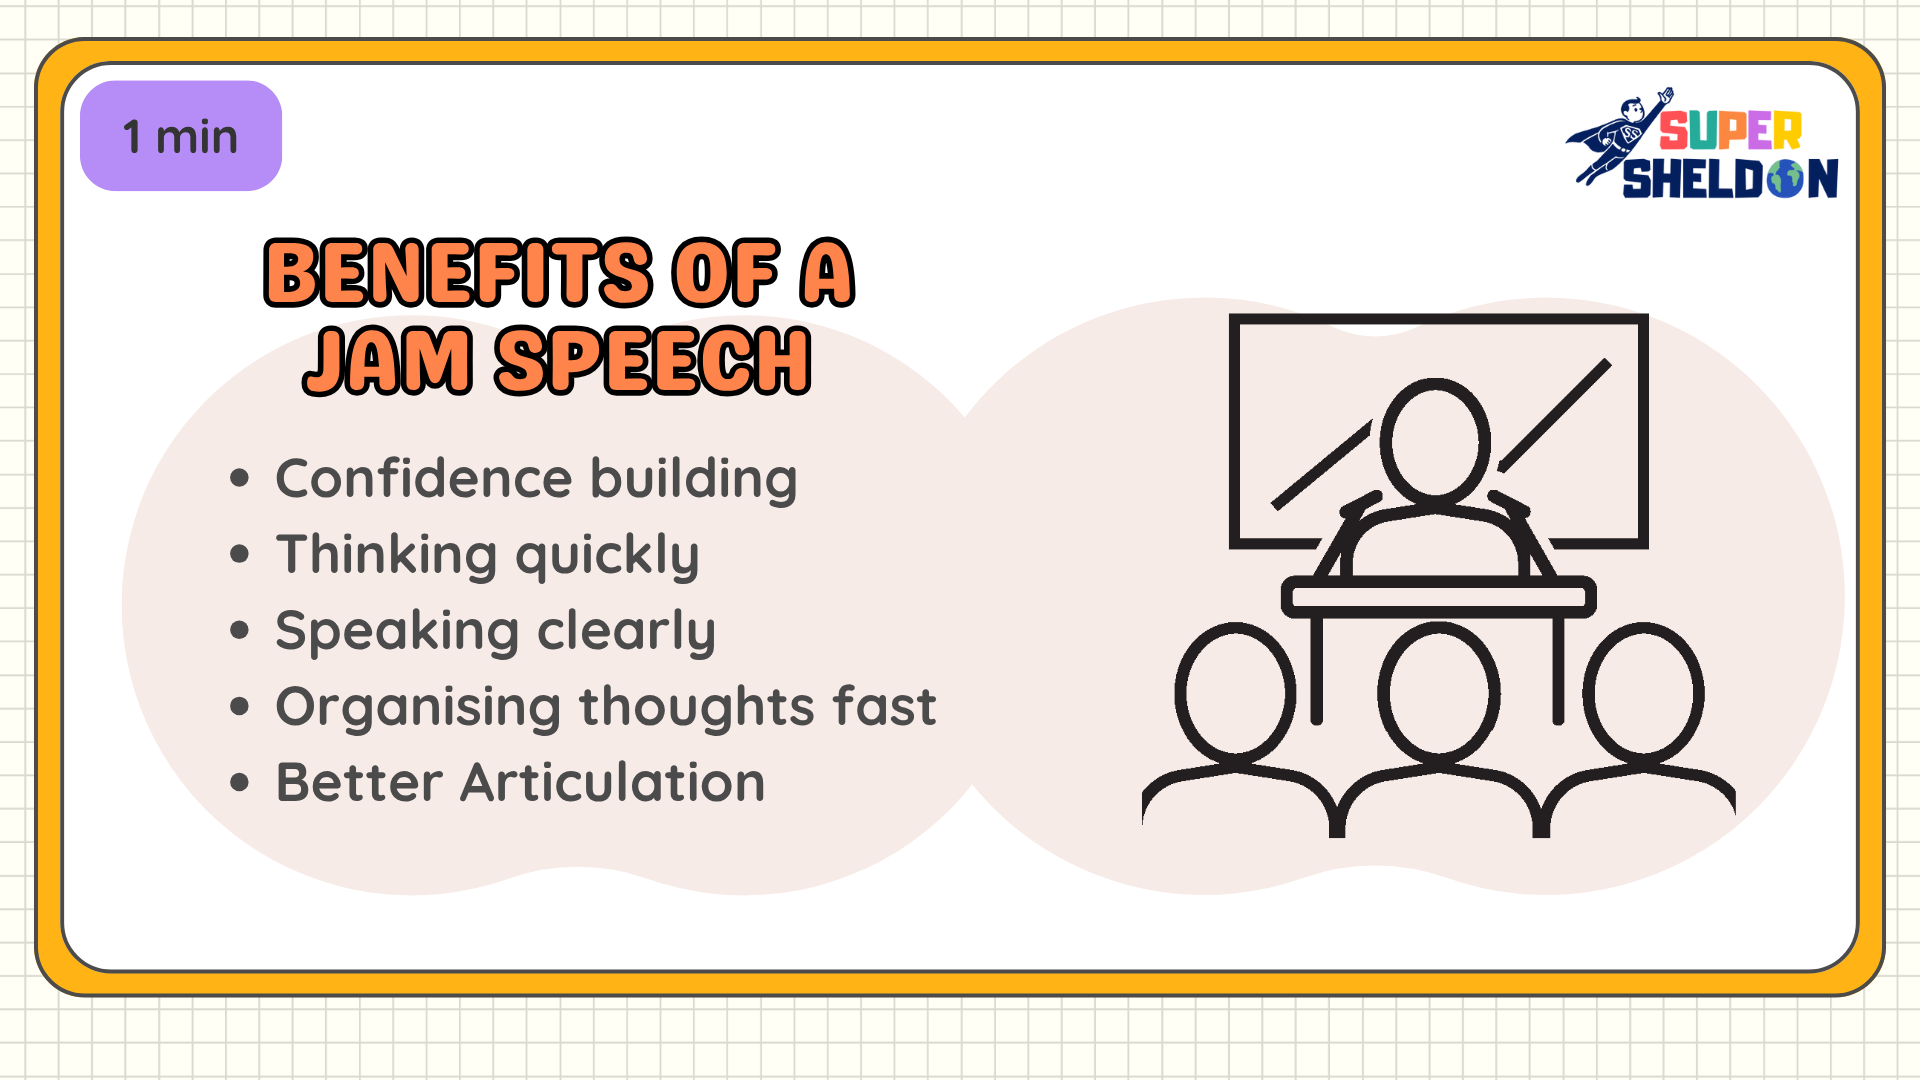 1 min
SUPER
SHELDON
BENEFITS OF A
JAM SPEECH
• Confidence building
• Thinking quickly
• Speaking clearly
• Organising thoughts fast
• Better Articulation